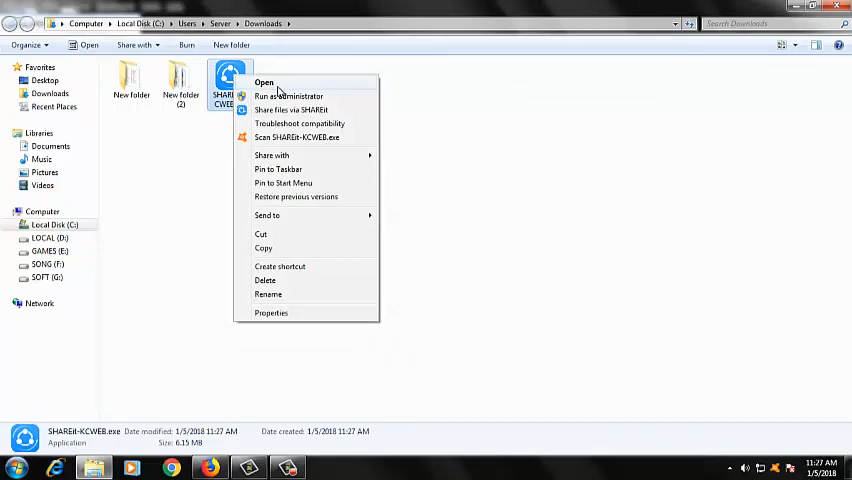 Computer ▸ Local Disk (C:) ▸ Users ▸ Server ▸ Downloads ▸
Search Downloads
Organize Open Share with Burn New folder
Favorites
Desktop
Downloads
Recent Places
Libraries
Documents
Music
Pictures
Videos
Computer
Local Disk (C:)
LOCAL (D:)
GAMES (E:)
SONG (F:)
SOFT (G:)
Network
New folder
New folder
(2)
Open
Run as administrator
Share files via SHAREit
Troubleshoot compatibility
Scan SHAREit-KCWEB.exe
Share with
Pin to Taskbar
Pin to Start Menu
Restore previous versions
Send to
Cut
Copy
Create shortcut
Delete
Rename
Properties
SHAREit-KCWEB.exe Date modified: 1/5/2018 11:27 AM Date created: 1/5/2018 11:27 AM
Application Size: 6.15 MB
11:27 AM
1/5/2018